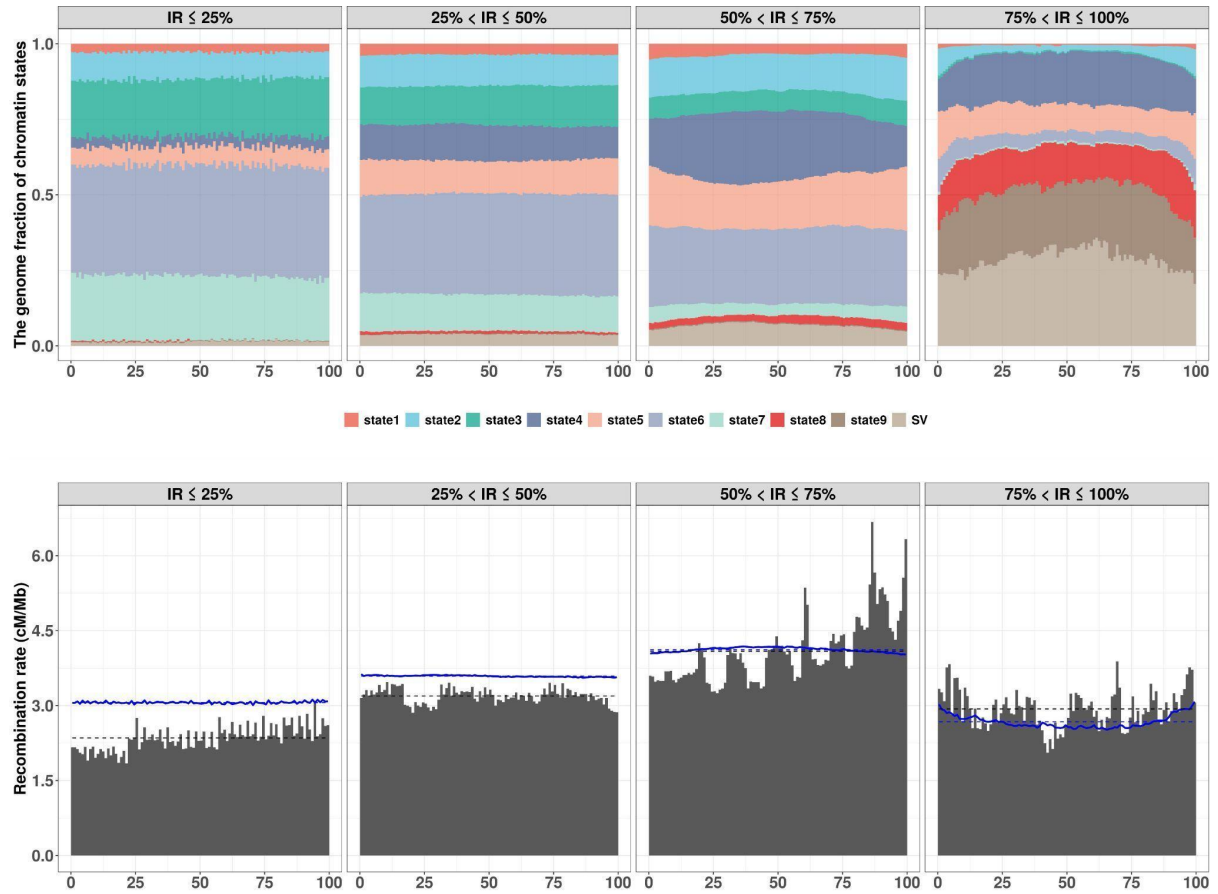 IR ≤ 25% 25% < IR ≤ 50% 50% < IR ≤ 75% 75% < IR ≤ 100%
The genome fraction of chromatin states
1.0
0.5
0.0
0 25 50 75 100 0 25 50 75 100 0 25 50 75 100 0 25 50 75 100
state1 state2 state3 state4 state5 state6 state7 state8 state9 SV
IR ≤ 25% 25% < IR ≤ 50% 50% < IR ≤ 75% 75% < IR ≤ 100%
Recombination rate (cM/Mb)
6.0
4.5
3.0
1.5
0.0
0 25 50 75 100 0 25 50 75 100 0 25 50 75 100 0 25 50 75 100